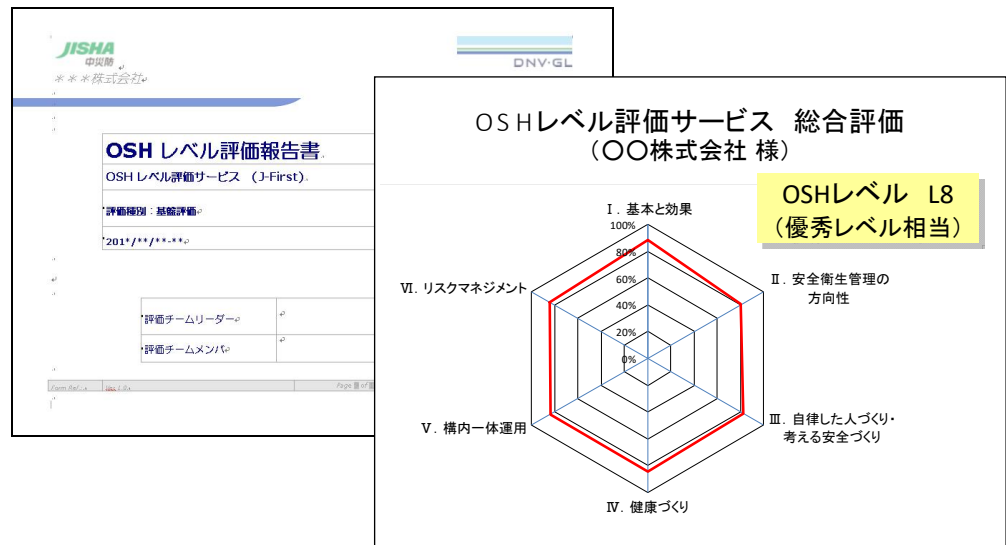 JISHA
中災防
***株式会社
DNV·GL
OSH レベル評価報告書
OSH レベル評価サービス (J-First)
評価種別：基盤評価
201*/**/**-**
評価チームリーダー
評価チームメンバ
OSHレベル評価サービス 総合評価
（〇〇株式会社 様）
OSHレベル L8
（優秀レベル相当）
Ⅰ. 基本と効果
100%
80%
60%
40%
20%
0%
Ⅱ. 安全衛生管理の
方向性
Ⅲ. 自律した人づくり・
考える安全づくり
Ⅳ. 健康づくり
Ⅴ. 構内一体運用
Ⅵ. リスクマネジメント